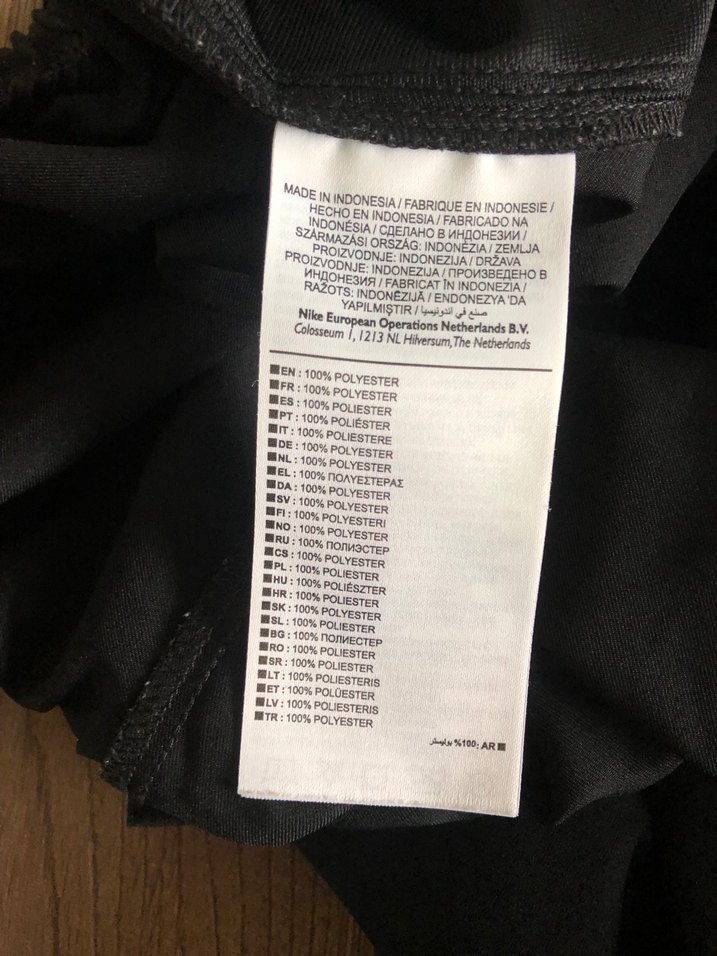 MADE IN INDONESIA / FABRIQUE EN INDONESIE /
HECHO EN INDONESIA / FABRICADO NA
INDONÉSIA / СДЕЛАНО В ИНДОНЕЗИИ /
SZÁRMAZÁSI ORSZÁG: INDONÉZIA / ZEMLJA
PROIZVODNJE: INDONEZIJA / DRŽAVA
PROIZVODNJE: INDONEZIJA / ПРОИЗВЕДЕНО В
ИНДОНЕЗИЯ / FABRICAT ÎN INDONEZIA /
RAŽOTS: INDONĒZIJĀ / ENDONEZYA 'DA
YAPILMIŞTIR / صنع في اندونيسيا
Nike European Operations Netherlands B.V.
Colosseum 1, 1213 NL Hilversum, The Netherlands
EN : 100% POLYESTER
FR : 100% POLYESTER
ES : 100% POLIESTER
PT : 100% POLIÉSTER
IT : 100% POLIESTERE
DE : 100% POLYESTER
NL : 100% POLYESTER
EL : 100% ΠΟΛΥΕΣΤΕΡΑΣ
DA : 100% POLYESTER
SV : 100% POLYESTER
FI : 100% POLYESTERI
NO : 100% POLYESTER
RU : 100% ПОЛИЭСТЕР
CS : 100% POLYESTER
PL : 100% POLIESTER
HU : 100% POLIÉSZTER
HR : 100% POLIESTER
SK : 100% POLYESTER
SL : 100% POLIESTER
BG : 100% ПОЛИЕСТЕР
RO : 100% POLIESTER
SR : 100% POLIESTER
LT : 100% POLIESTERIS
ET : 100% POLÜESTER
LV : 100% POLIESTERIS
TR : 100% POLYESTER
AR :100% بوليستر